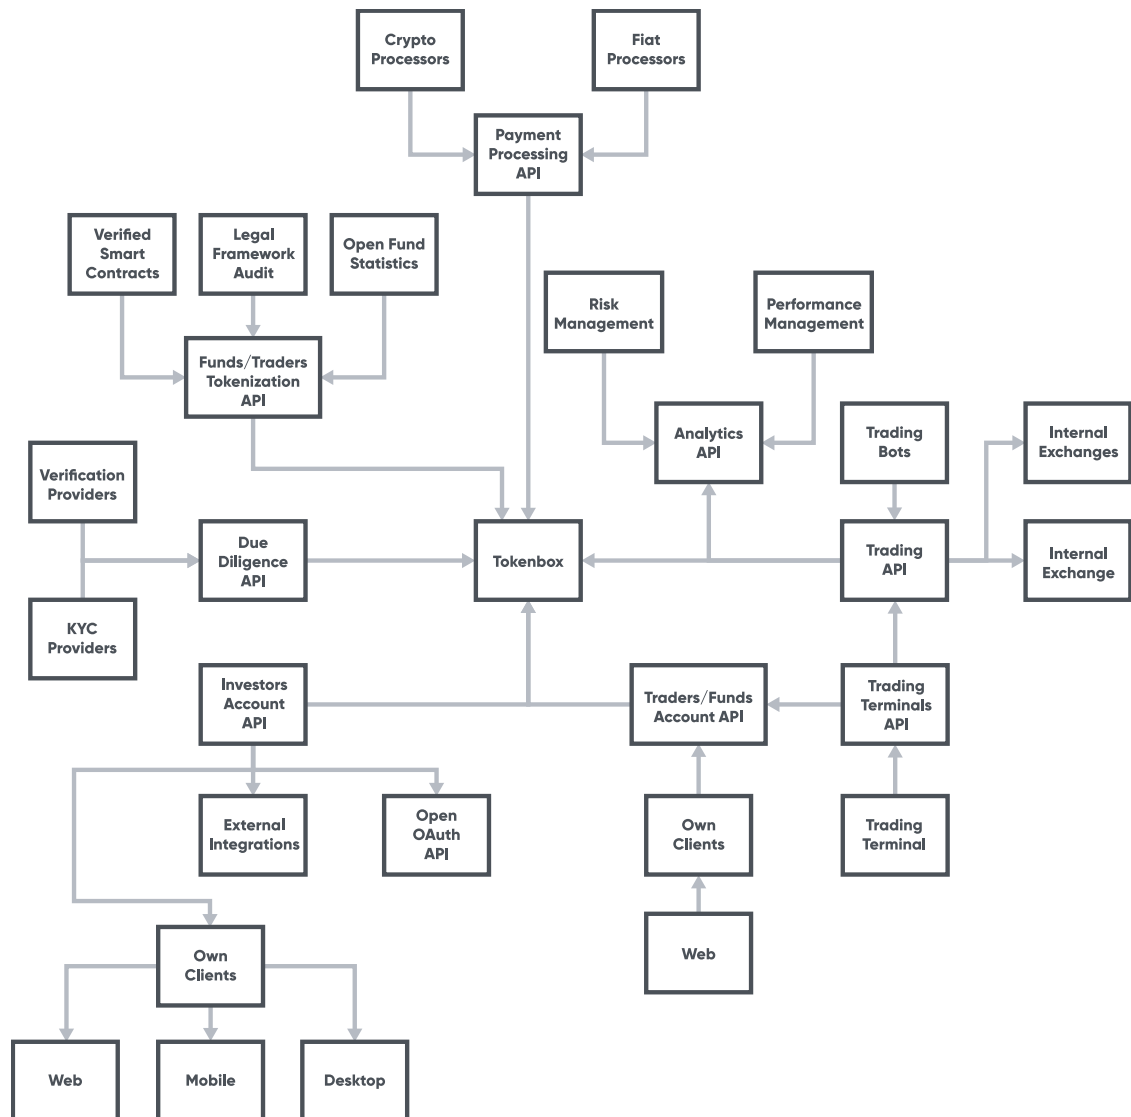 Crypto
Processors
Fiat
Processors
Payment
Processing
API
Verified
Smart
Contracts
Legal
Framework
Audit
Open Fund
Statistics
Risk
Management
Performance
Management
Funds/Traders
Tokenization
API
Analytics
API
Trading
Bots
Internal
Exchanges
Verification
Providers
Due
Diligence
API
Tokenbox
Trading
API
Internal
Exchange
KYC
Providers
Investors
Account
API
Traders/Funds
Account API
Trading
Terminals
API
External
Integrations
Open
OAuth
API
Own
Clients
Trading
Terminal
Own
Clients
Web
Web
Mobile
Desktop